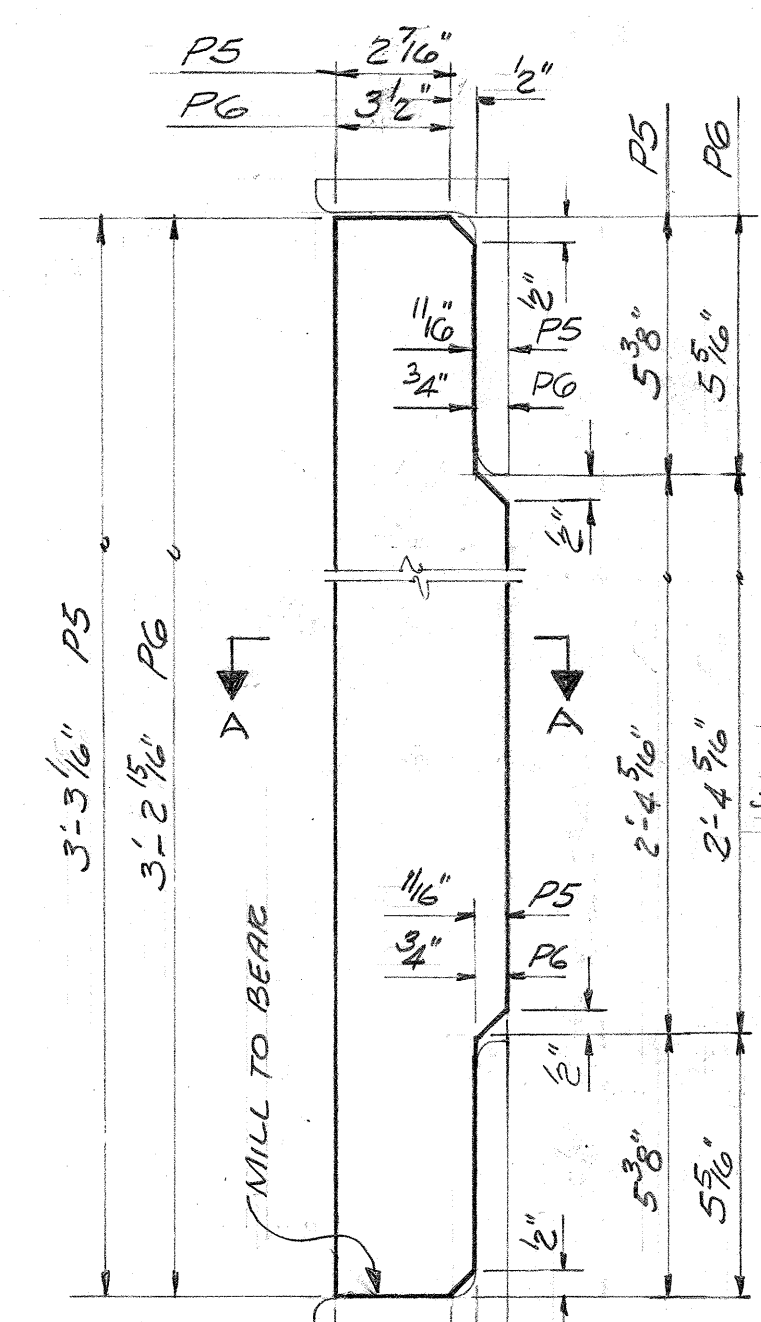 P5 2 7/16"
P6 3 1/2"
1/2"
P5
P6
1/2"
11/16 P5
3/4" P6
5 3/8"
5 5/16"
1/2"
3'-3 1/16" P5
3'-2 15/16" P6
A A
2'-4 5/16"
2'-4 5/16"
11/16" P5
3/4" P6
MILL TO BEAR
1/2"
5 3/8"
5 5/16"
1/2"